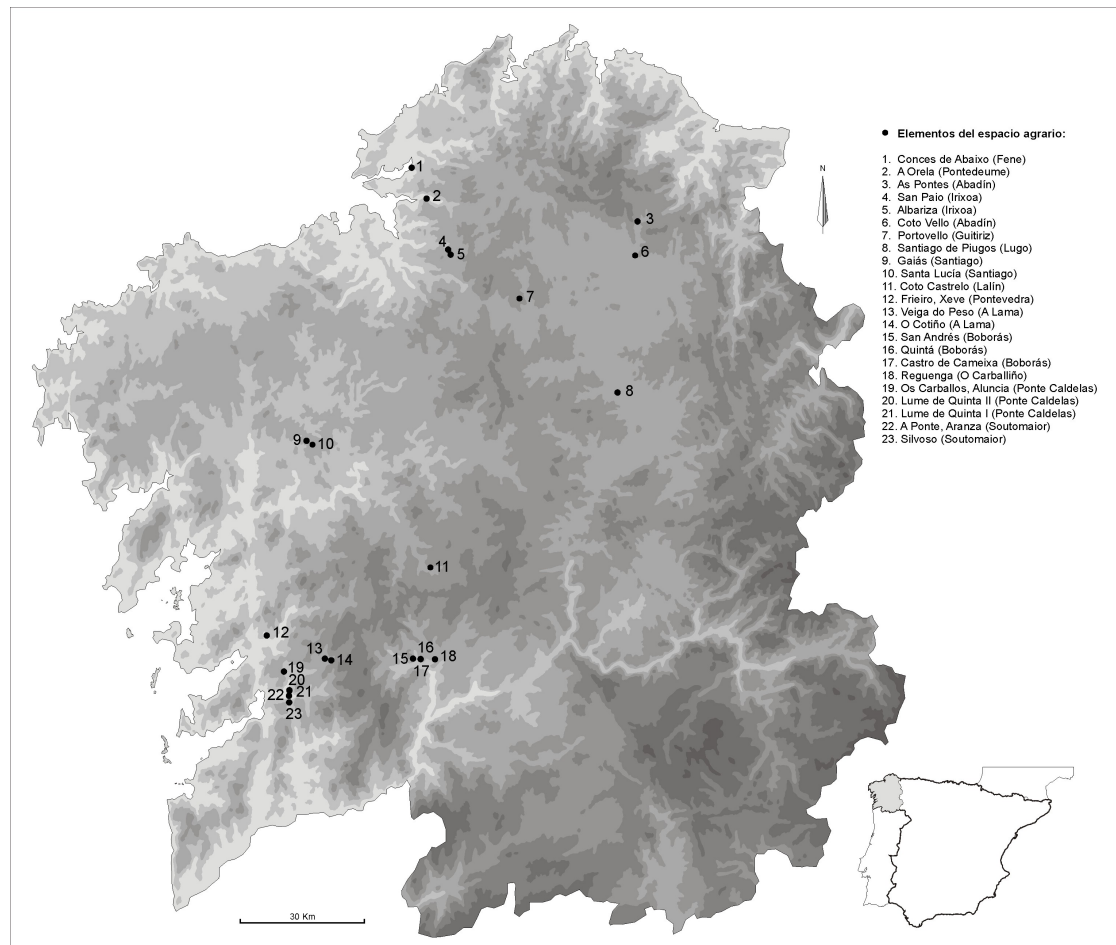 N
Elementos del espacio agrario:
1. Conces de Abaixo (Fene)
2. A Orela (Pontedeume)
3. As Pontes (Abadín)
4. San Paio (Irixoa)
5. Albariza (Irixoa)
6. Coto Vello (Abadín)
7. Portovello (Guitiriz)
8. Santiago de Piugos (Lugo)
9. Gaiás (Santiago)
10. Santa Lucía (Santiago)
11. Coto Castrelo (Lalín)
12. Frieiro, Xeve (Pontevedra)
13. Veiga do Peso (A Lama)
14. O Cotiño (A Lama)
15. San Andrés (Boborás)
16. Quintá (Boborás)
17. Castro de Cameixa (Boborás)
18. Reguenga (O Carballiño)
19. Os Carballos, Aluncia (Ponte Caldelas)
20. Lume de Quinta II (Ponte Caldelas)
21. Lume de Quinta I (Ponte Caldelas)
22. A Ponte, Aranza (Soutomaior)
23. Silvoso (Soutomaior)
1
2
3
4
5
6
7
8
9
10
11
12
13
14
15
16
17
18
19
20
21
22
23
30 Km